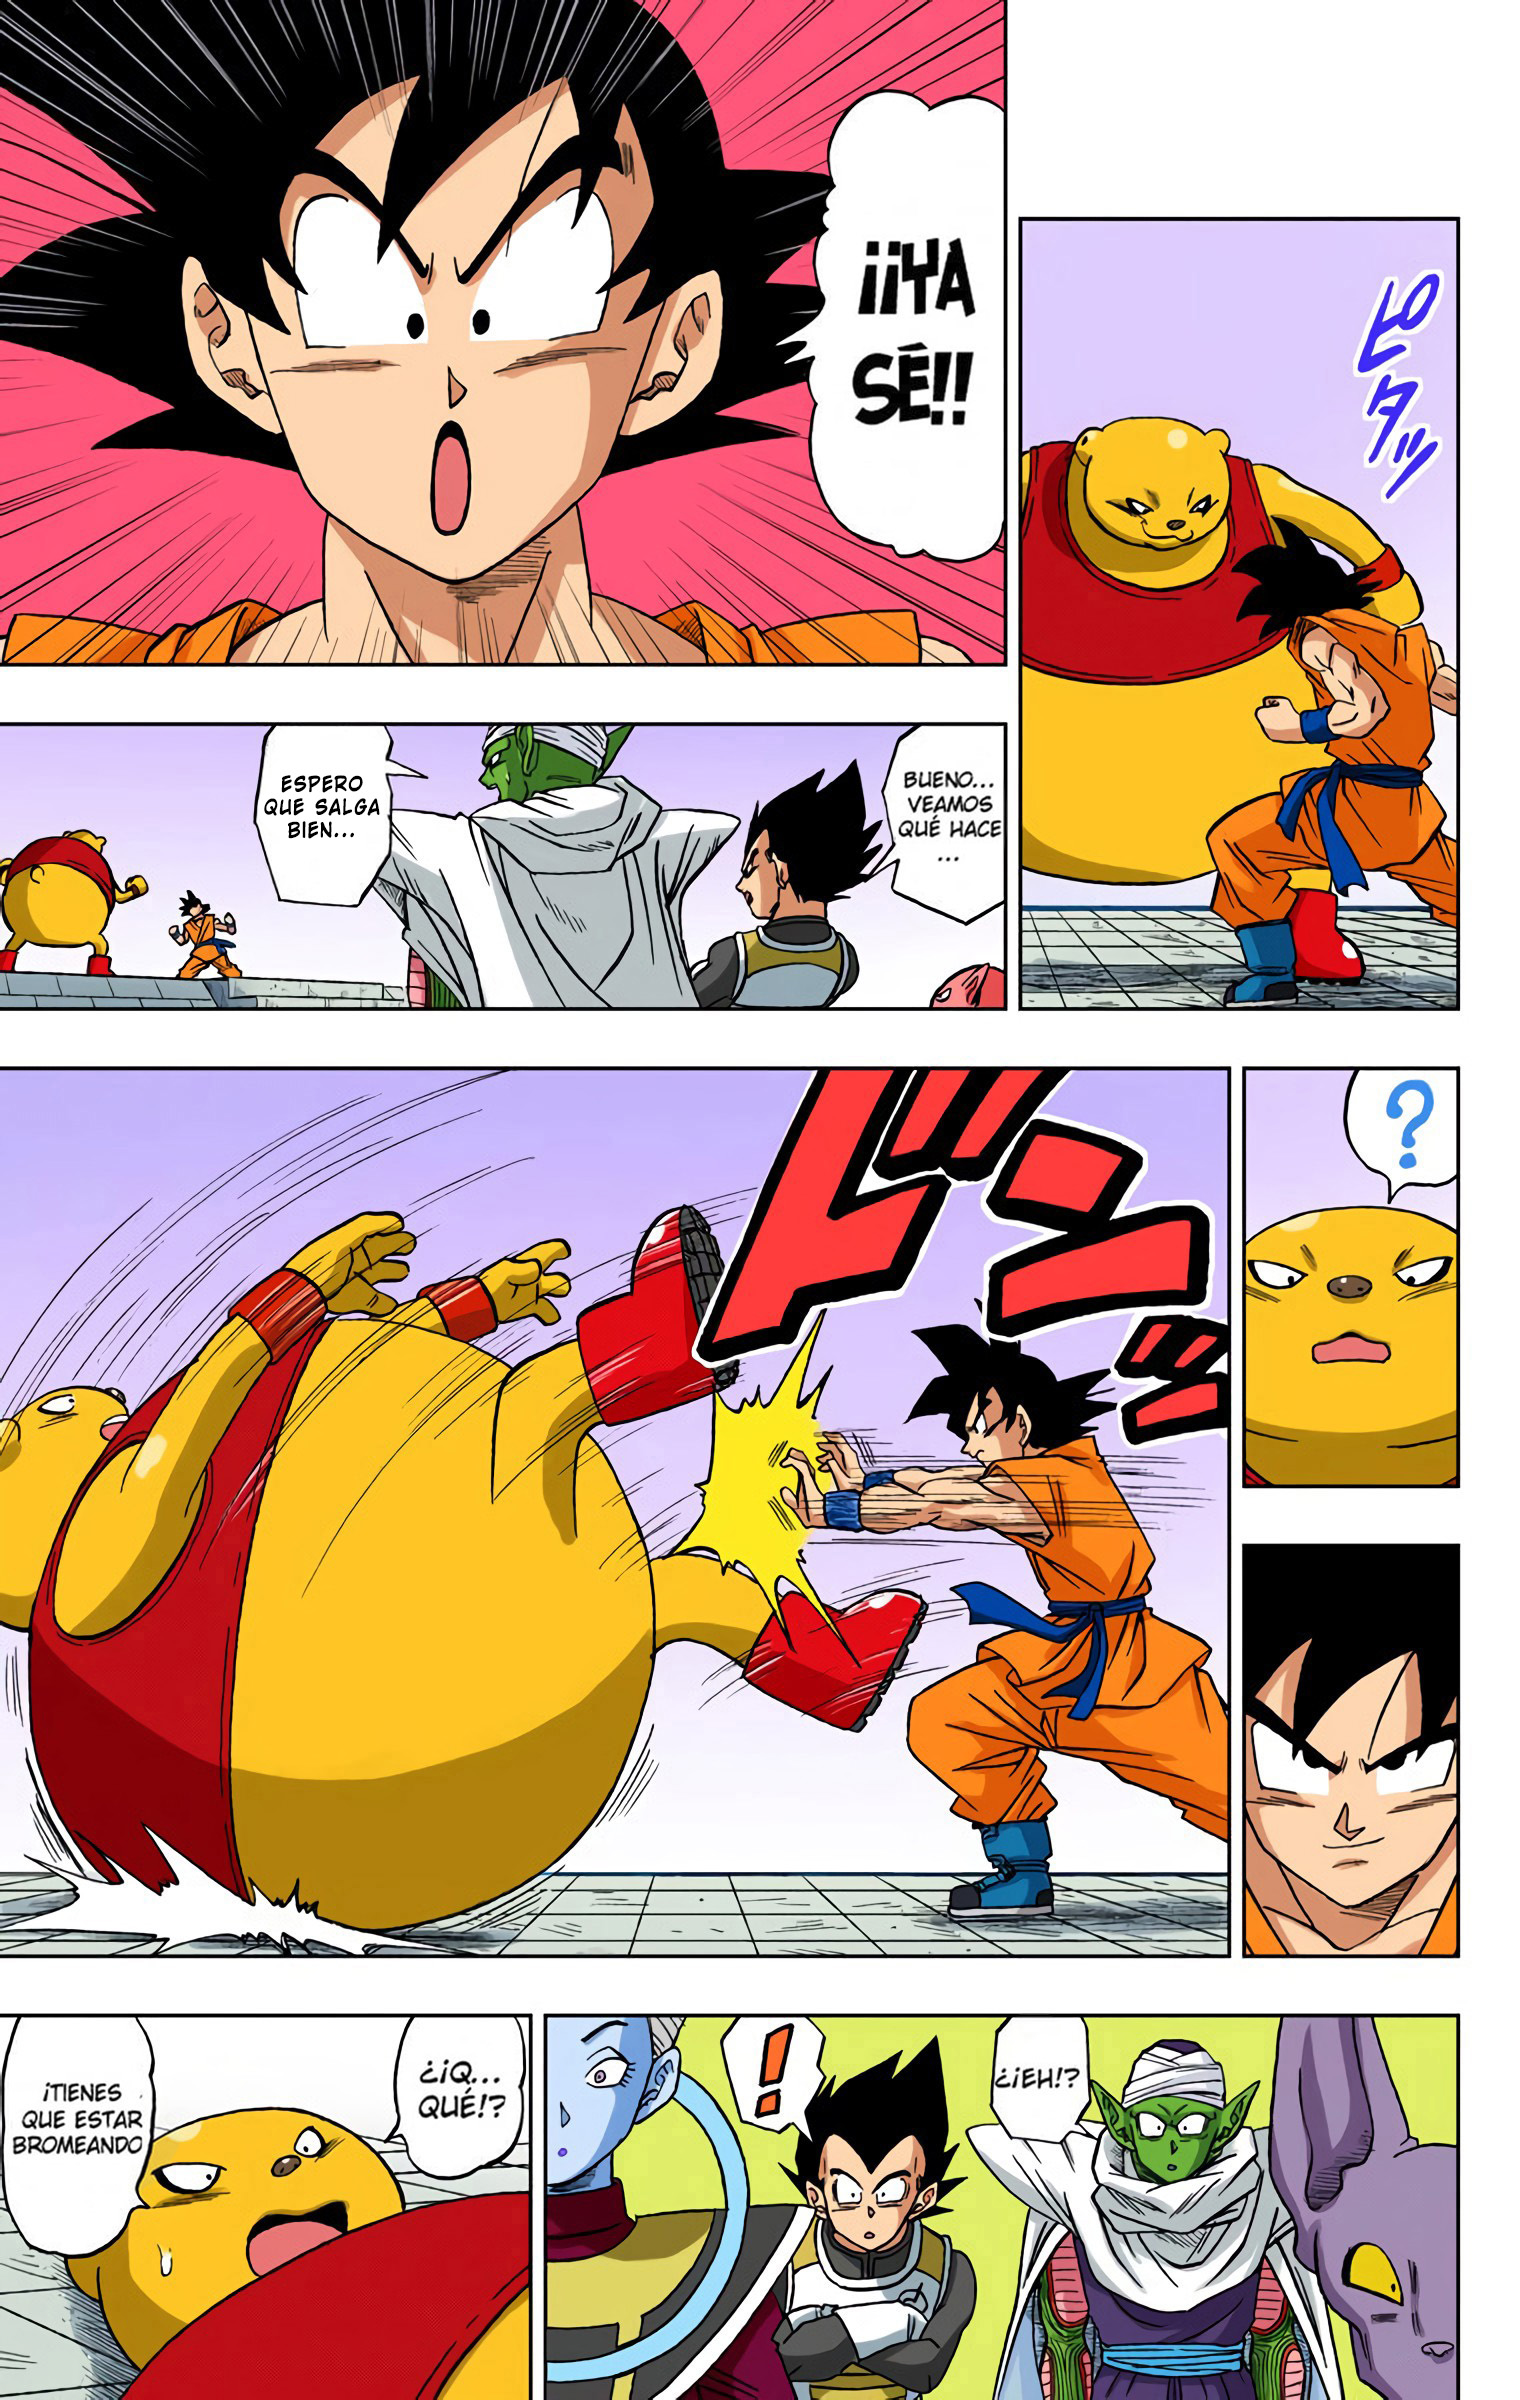 ピタッ
¡¡YA
SÉ!!
BUENO...
VEAMOS
QUÉ HACE
...
ESPERO
QUE SALGA
BIEN...
?
ドンッ
¿¡EH!?
!
¿¡Q...
QUÉ!?
¡TIENES
QUE ESTAR
BROMEANDO